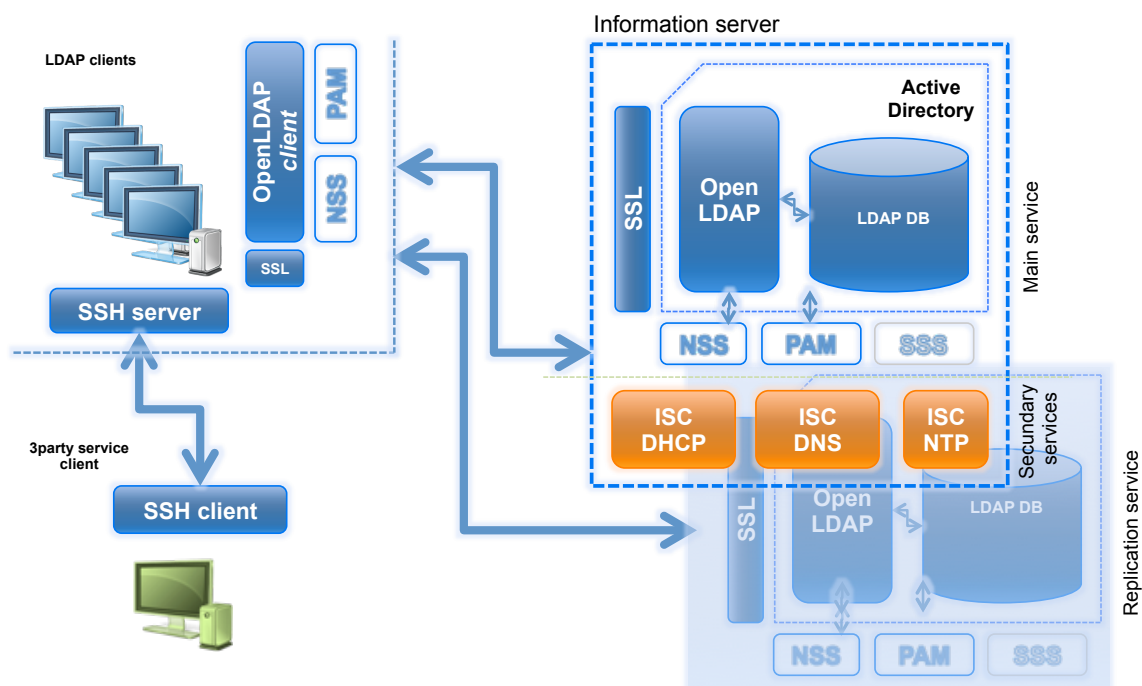 Information server
LDAP clients
OpenLDAP
client
PAM
NSS
SSL
SSH server
3party service
client
SSH client
Active
Directory
SSL
Open
LDAP
LDAP DB
NSS
PAM
SSS
Main service
ISC
DHCP
ISC
DNS
ISC
NTP
Secundary
services
SSL
Open
LDAP
LDAP DB
NSS
PAM
SSS
Replication service